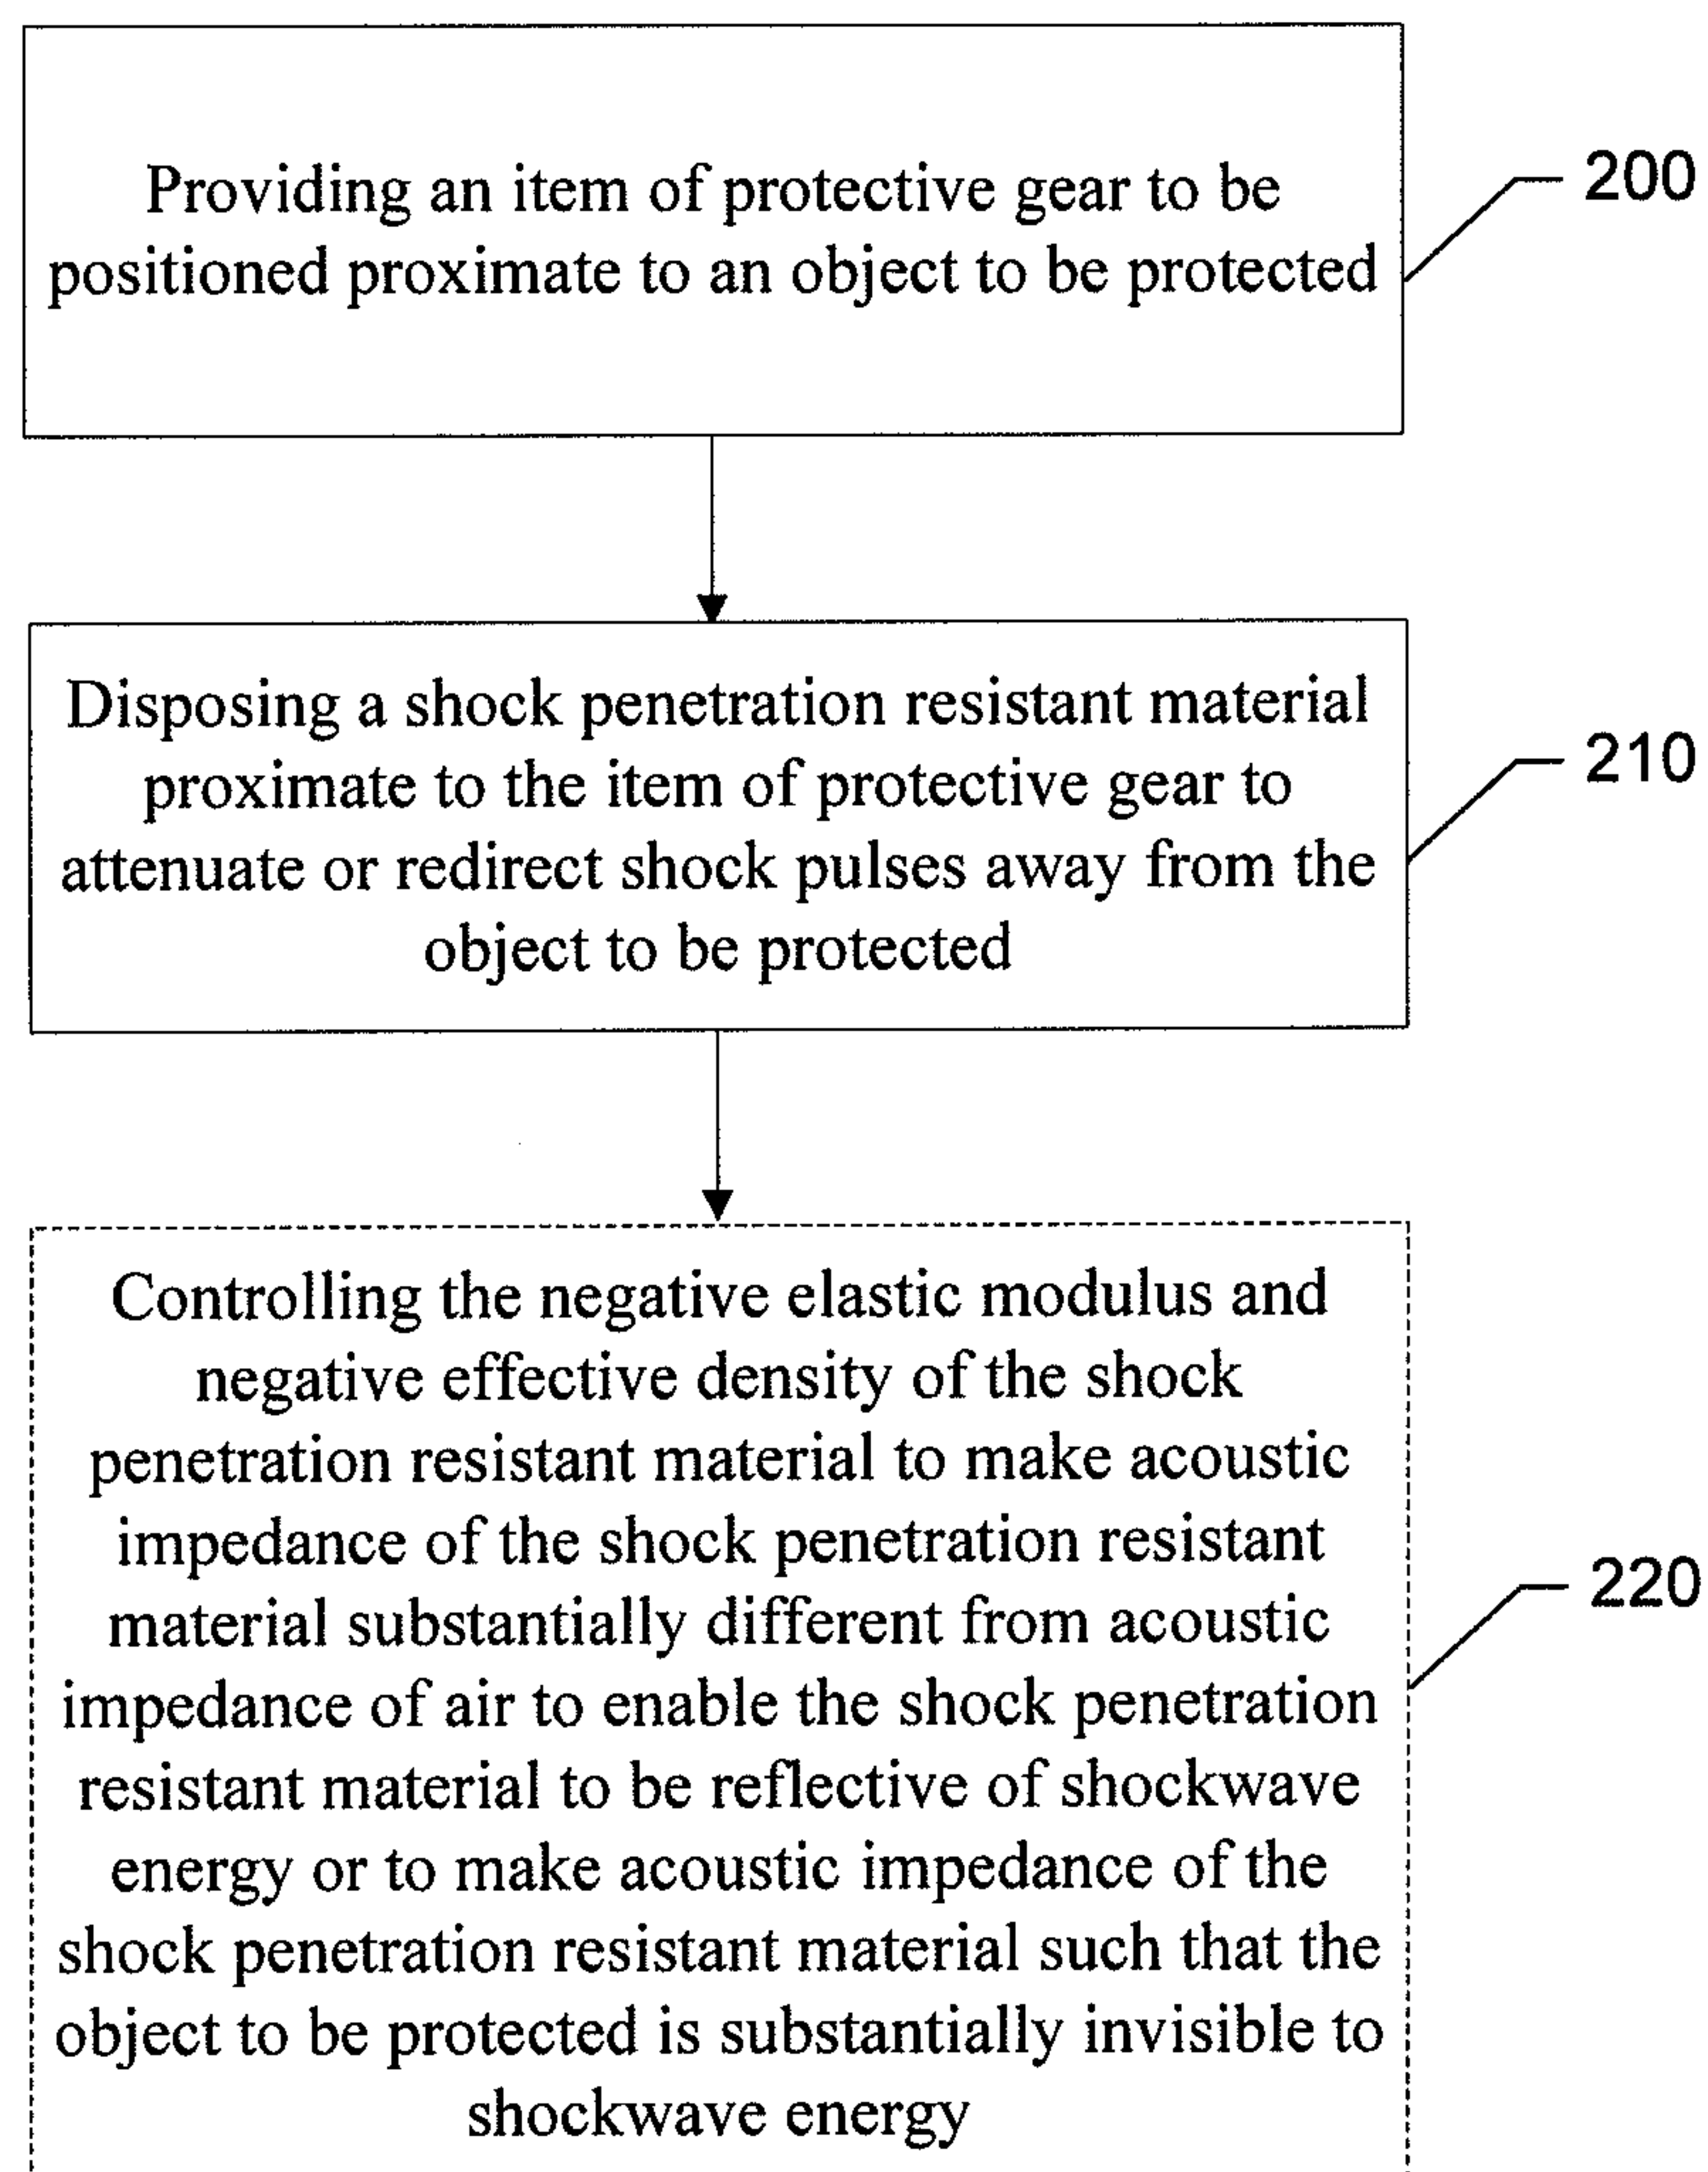 Providing an item of protective gear to be
positioned proximate to an object to be protected
200
Disposing a shock penetration resistant material
proximate to the item of protective gear to
attenuate or redirect shock pulses away from the
object to be protected
210
Controlling the negative elastic modulus and
negative effective density of the shock
penetration resistant material to make acoustic
impedance of the shock penetration resistant
material substantially different from acoustic
impedance of air to enable the shock penetration
resistant material to be reflective of shockwave
energy or to make acoustic impedance of the
shock penetration resistant material such that the
object to be protected is substantially invisible to
shockwave energy
220